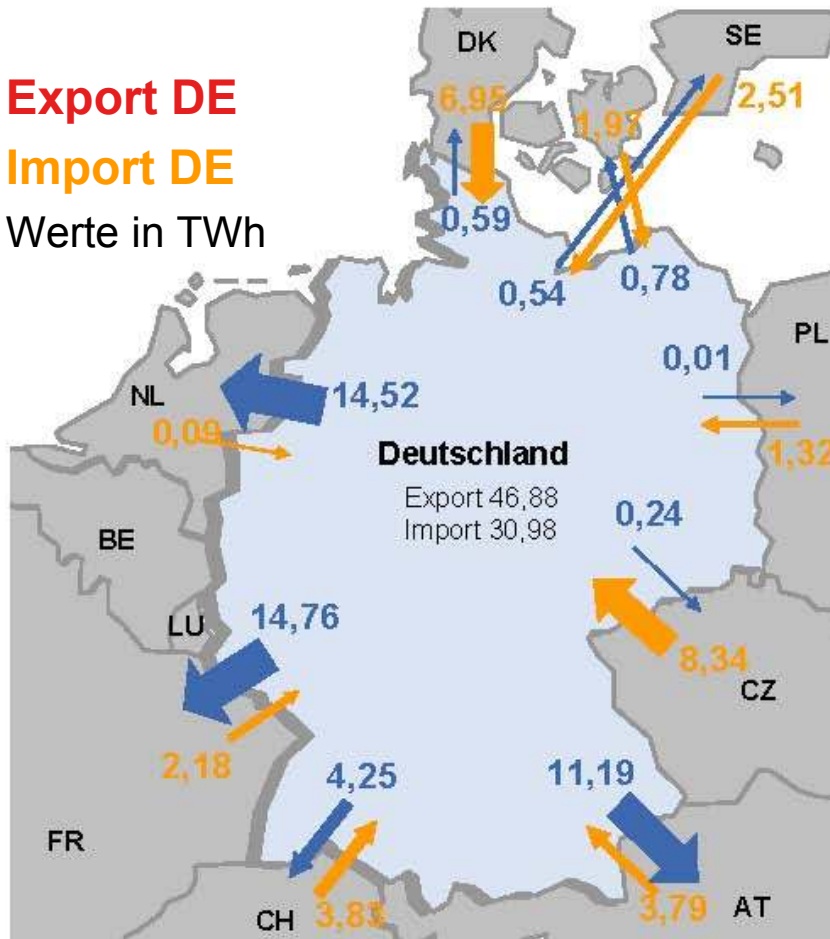 DK
SE
Export DE
6,95
2,51
1,97
Import DE
0,59
Werte in TWh
0,54
0,78
PL
0,01
NL
14,52
0,09
1,32
Deutschland
Export 46,88
Import 30,98
0,24
BE
LU
14,76
8,34
CZ
2,18
4,25
11,19
FR
CH
3,83
3,79
AT